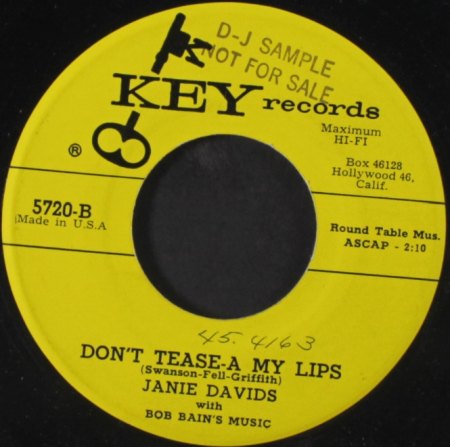 D-J SAMPLE
NOT FOR SALE
KEY records
®
Maximum
HI-FI
Box 46128
Hollywood 46,
Calif.
5720-B
Made in U.S.A
Round Table Mus.
ASCAP - 2:10
45-4163
DON'T TEASE-A MY LIPS
(Swanson-Fell-Griffith)
JANIE DAVIDS
with
BOB BAIN'S MUSIC